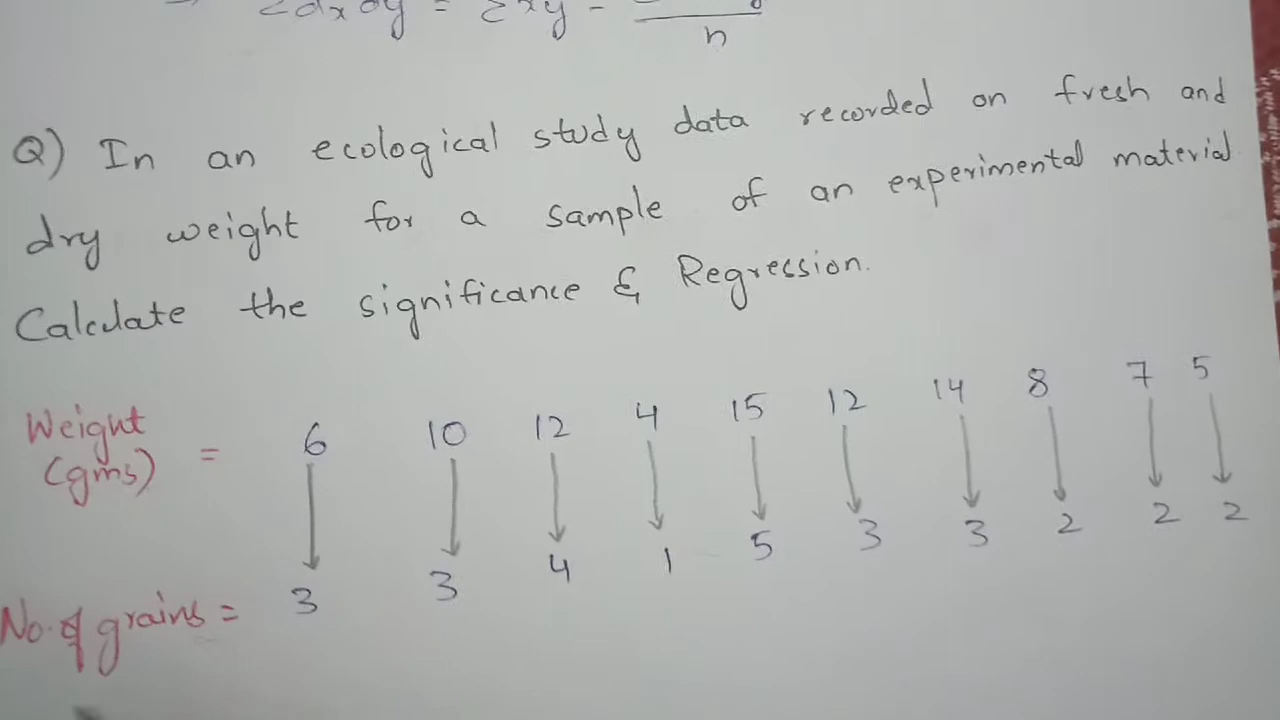 Σdxdy = Σxy -
n
Q) In an ecological study data recorded on fresh and
dry weight for a sample of an experimental material
Calculate the significance & Regression.
Weight (gms) = 6 10 12 4 15 12 14 8 7 5
No. of grains = 3 3 4 1 5 3 3 2 2 2